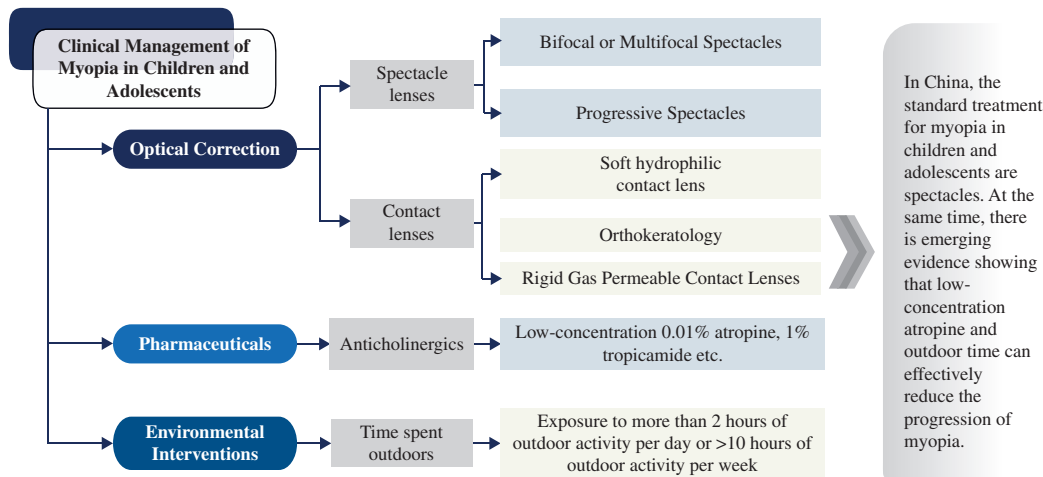 Clinical Management of
Myopia in Children and
Adolescents
Optical Correction
Spectacle
lenses
Bifocal or Multifocal Spectacles
Progressive Spectacles
Contact
lenses
Soft hydrophilic
contact lens
Orthokeratology
Rigid Gas Permeable Contact Lenses
Pharmaceuticals
Anticholinergics
Low-concentration 0.01% atropine, 1%
tropicamide etc.
Environmental
Interventions
Time spent
outdoors
Exposure to more than 2 hours of
outdoor activity per day or >10 hours of
outdoor activity per week
In China, the
standard treatment
for myopia in
children and
adolescents are
spectacles. At the
same time, there
is emerging
evidence showing
that low-
concentration
atropine and
outdoor time can
effectively
reduce the
progression of
myopia.